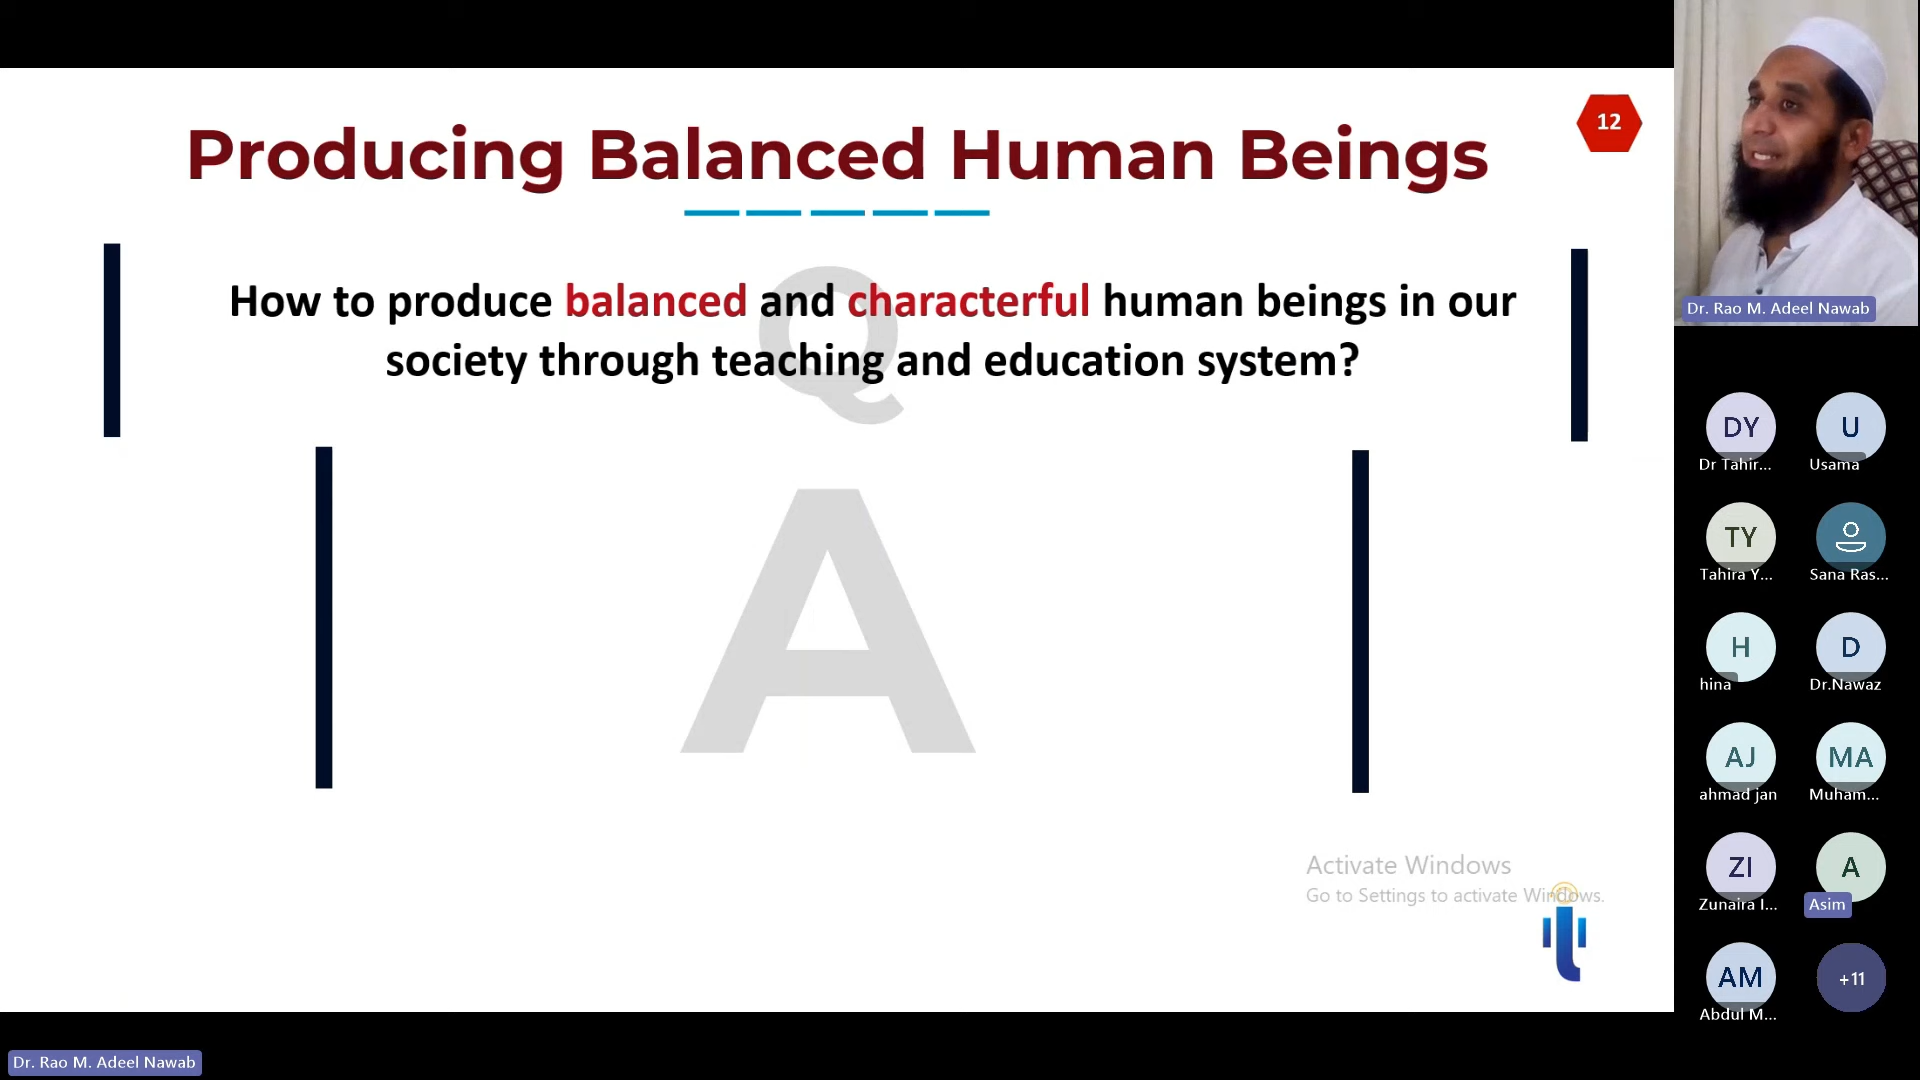 Producing Balanced Human Beings
12
Q
How to produce balanced and characterful human beings in our
society through teaching and education system?
A
Activate Windows
Go to Settings to activate Windows.
Dr. Rao M. Adeel Nawab
DY
Dr Tahir...
U
Usama
TY
Tahira Y...
Sana Ras...
H
hina
D
Dr.Nawaz
AJ
ahmad jan
MA
Muham...
ZI
Zunaira I...
A
Asim
AM
Abdul M...
+11
Dr. Rao M. Adeel Nawab